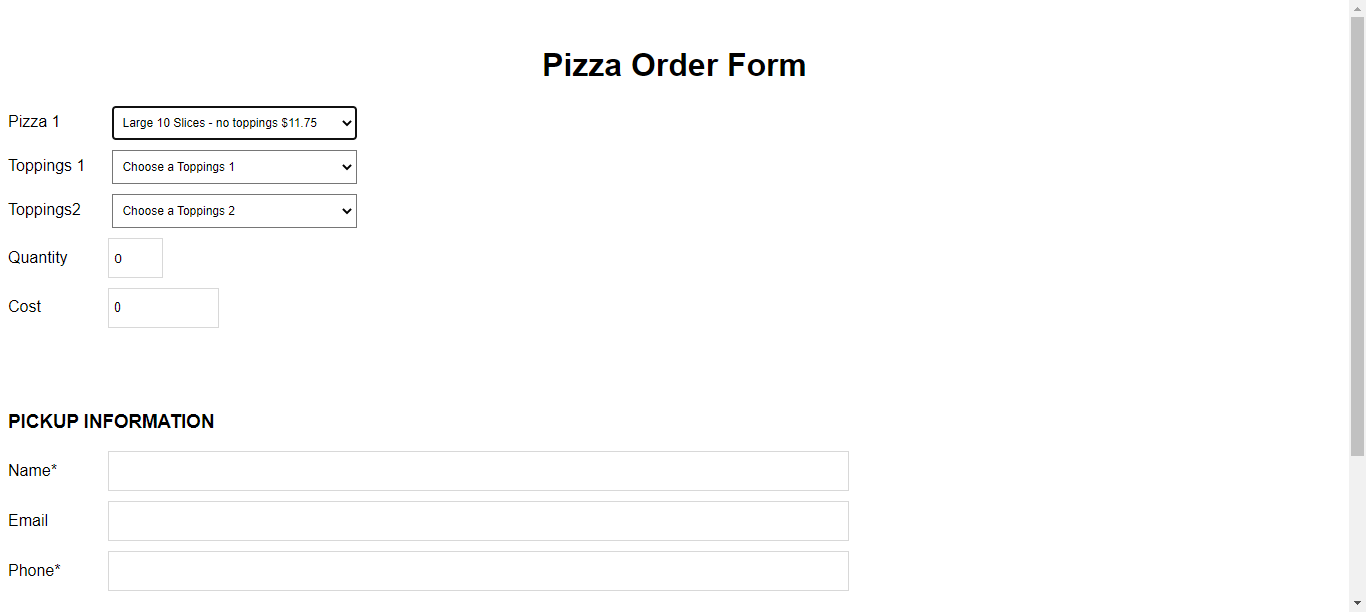 Pizza Order Form
Pizza 1 Large 10 Slices - no toppings $11.75
Toppings 1 Choose a Toppings 1
Toppings2 Choose a Toppings 2
Quantity 0
Cost 0
PICKUP INFORMATION
Name*
Email
Phone*